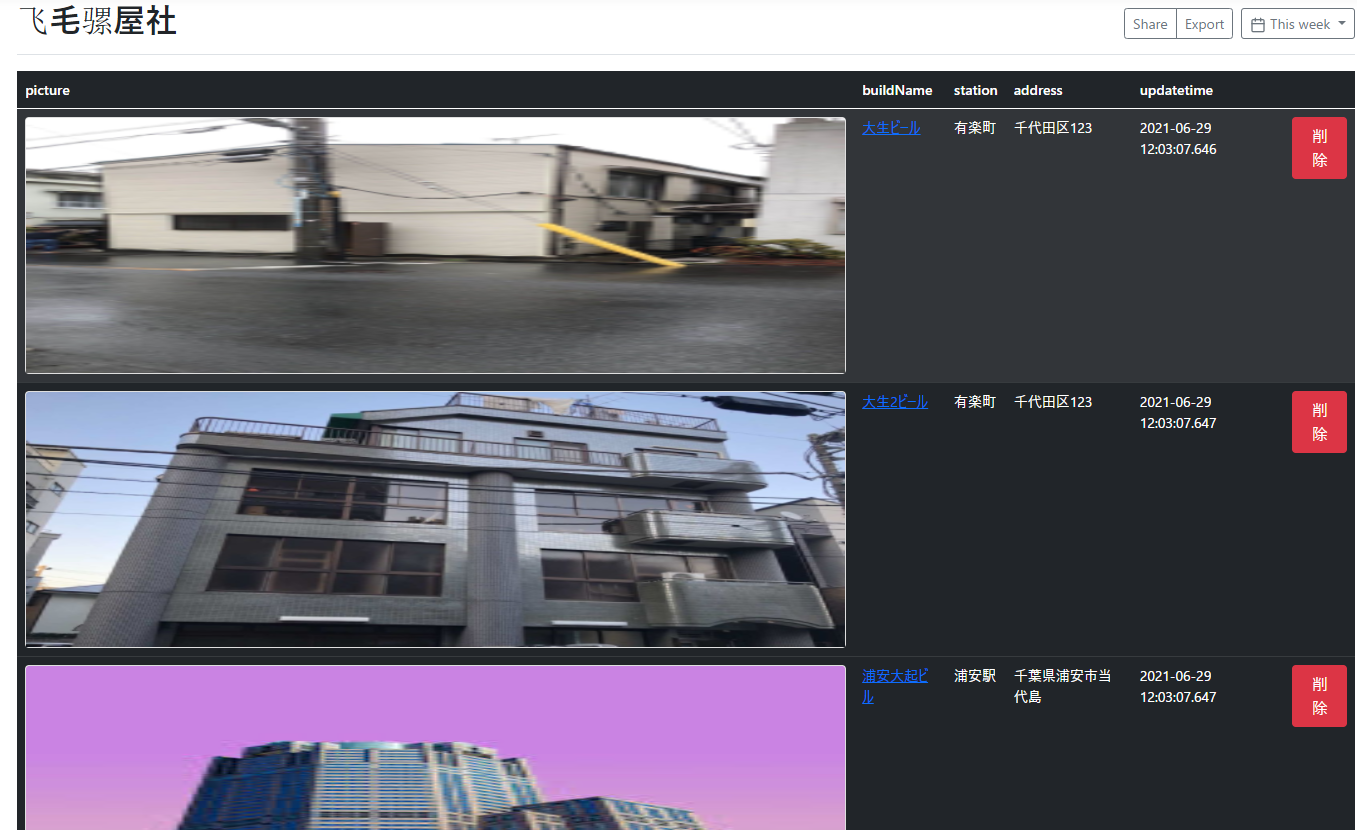 飞毛骡屋社
Share Export This week
picture buildName station address updatetime
大生ビール 有楽町 千代田区123 2021-06-29
12:03:07.646
削
除
大生2ビール 有楽町 千代田区123 2021-06-29
12:03:07.647
削
除
浦安大起ビ 浦安駅 千葉県浦安市当 2021-06-29
ル 代島 12:03:07.647
削
除